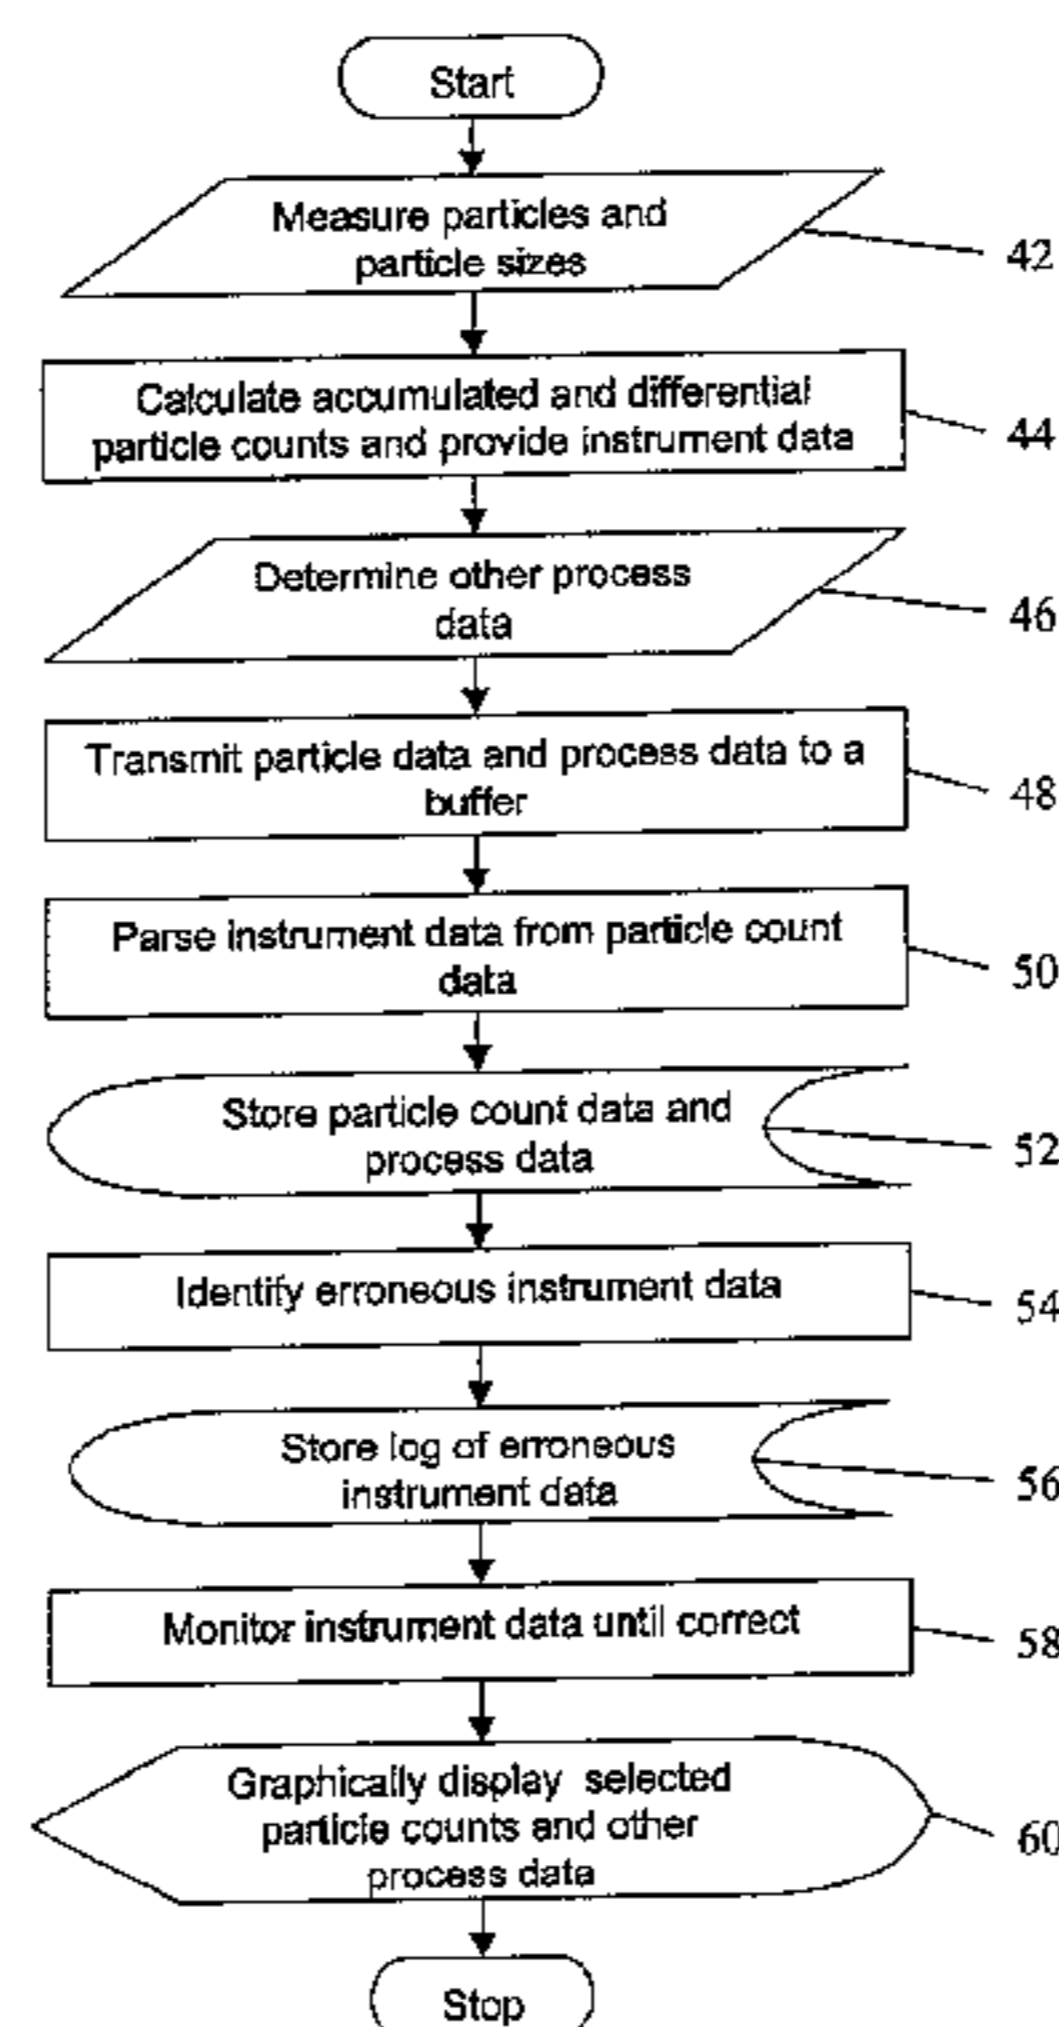 Start
Measure particles and
particle sizes
42
Calculate accumulated and differential
particle counts and provide instrument data
44
Determine other process
data
46
Transmit particle data and process data to a
buffer
48
Parse instrument data from particle count
data
50
Store particle count data and
process data
52
Identify erroneous instrument data
54
Store log of erroneous
instrument data
56
Monitor instrument data until correct
58
Graphically display selected
particle counts and other
process data
60
Stop